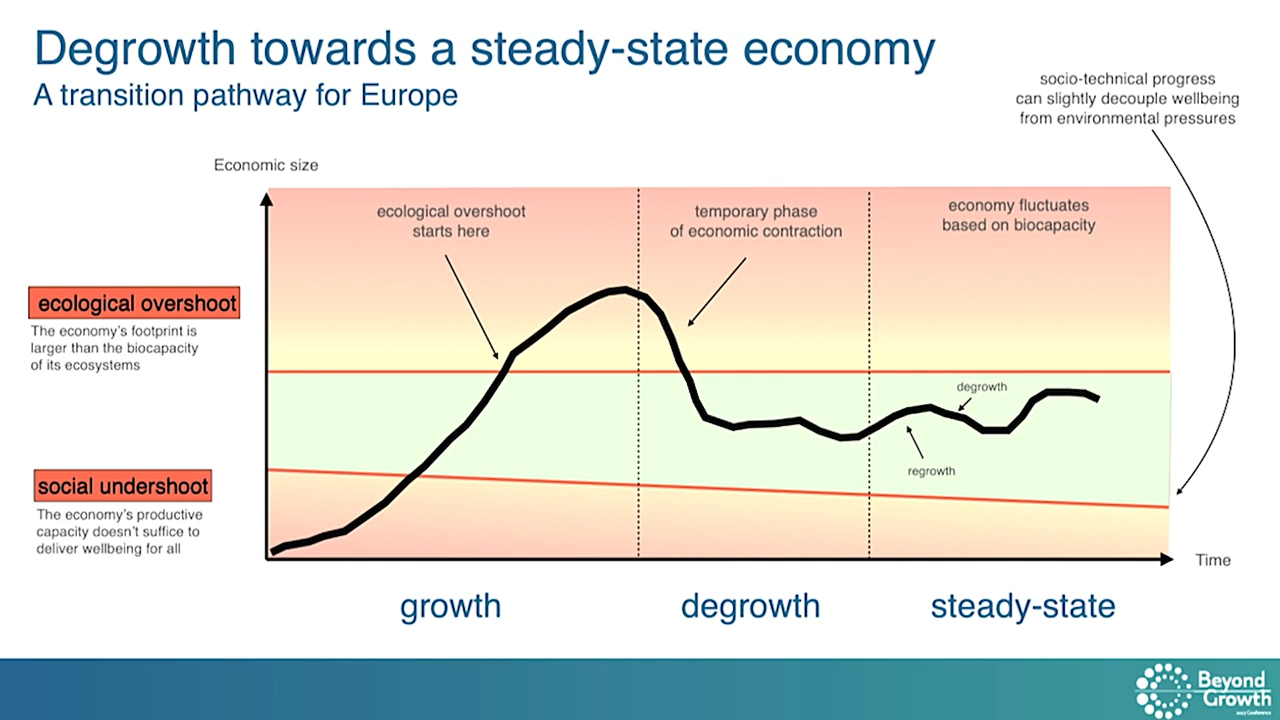 Degrowth towards a steady-state economy
A transition pathway for Europe
socio-technical progress
can slightly decouple wellbeing
from environmental pressures
Economic size
ecological overshoot
starts here
temporary phase
of economic contraction
economy fluctuates
based on biocapacity
ecological overshoot
The economy's footprint is
larger than the biocapacity
of its ecosystems
degrowth
regrowth
social undershoot
The economy's productive
capacity doesn't suffice to
deliver wellbeing for all
Time
growth
degrowth
steady-state
Beyond
Growth
2023 Conference